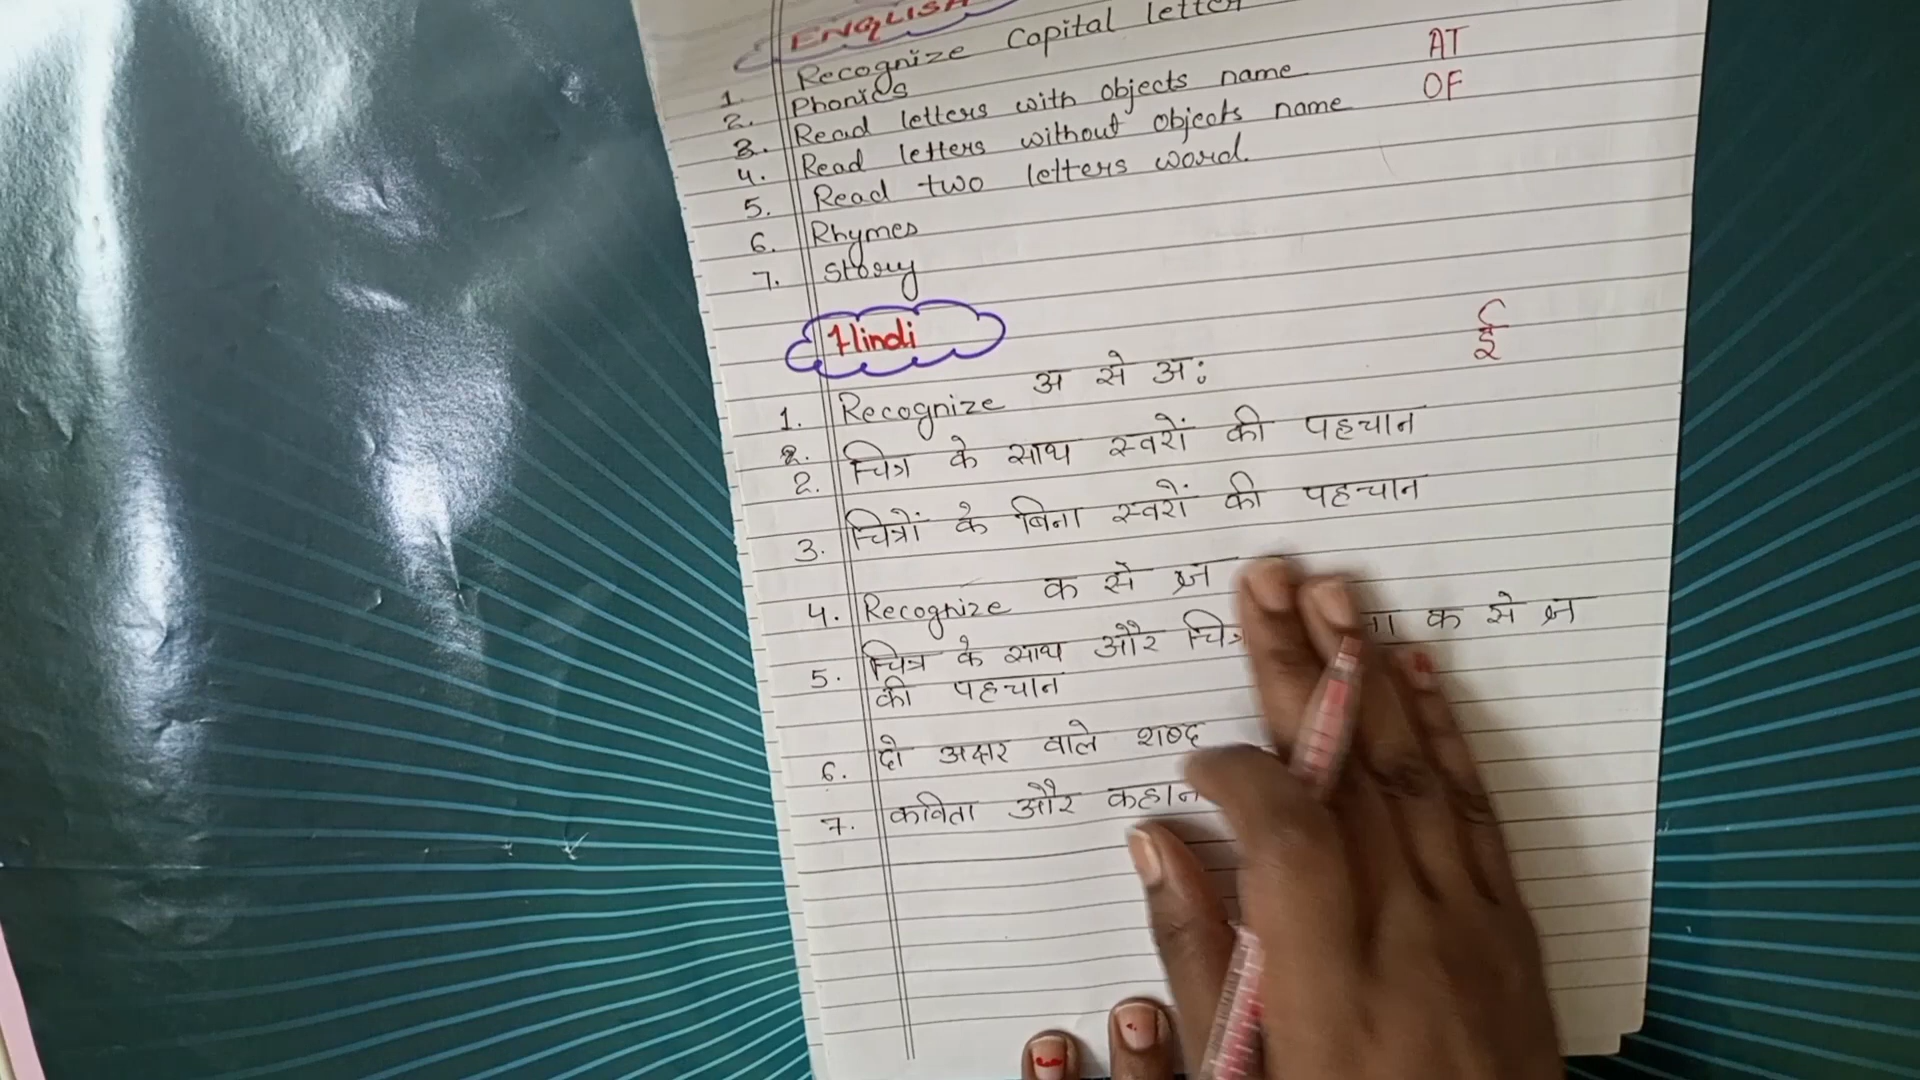 ENGLISH
1. Recognize Capital letter
2. Phonics
3. Read letters with objects name AT
4. Read letters without objects name OF
5. Read two letters word.
6. Rhymes
7. Story
Hindi
ई
1. Recognize अ से अः
2.
2. चित्र के साथ स्वरों की पहचान
3. चित्रों के बिना स्वरों की पहचान
4. Recognize क से ज्ञ
5. चित्र के साथ और चित्र क से ज्ञ
की पहचान
6. दो अक्षर वाले शब्द
7. कविता और